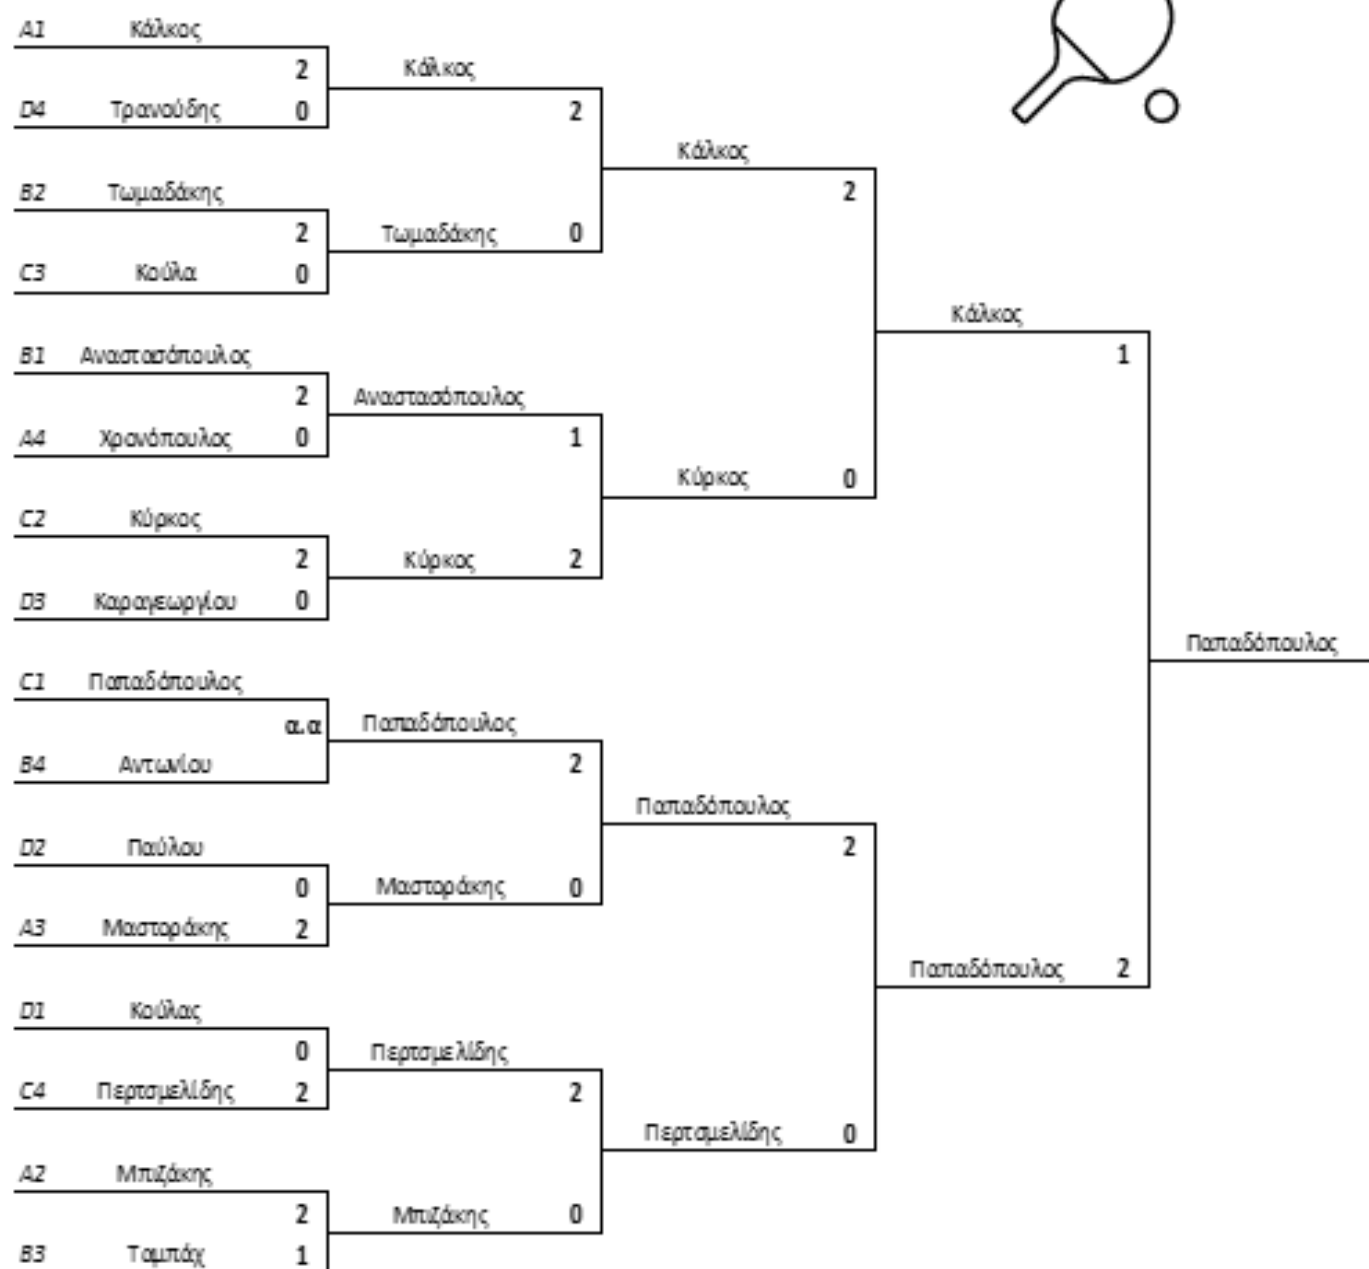 A1 Κάλκος
2 Κάλκος
D4 Τρανούδης 0 2
Κάλκος
B2 Τωμαδάκης 2
2 Τωμαδάκης 0
C3 Κούλα 0
Κάλκος
B1 Αναστασόπουλος 1
2 Αναστασόπουλος
A4 Χρονόπουλος 0 1
Κύρκος 0
C2 Κύρκος
2 Κύρκος 2
D3 Καραγεωργίου 0
Παπαδόπουλος
C1 Παπαδόπουλος
α.α Παπαδόπουλος
B4 Αντωνίου 2
Παπαδόπουλος
D2 Παύλου 2
0 Μαστοράκης 0
A3 Μαστοράκης 2
Παπαδόπουλος 2
D1 Κούλας
0 Περτσμελίδης
C4 Περτσμελίδης 2 2
Περτσμελίδης 0
A2 Μπιζάκης
2 Μπιζάκης 0
B3 Ταμπάχ 1